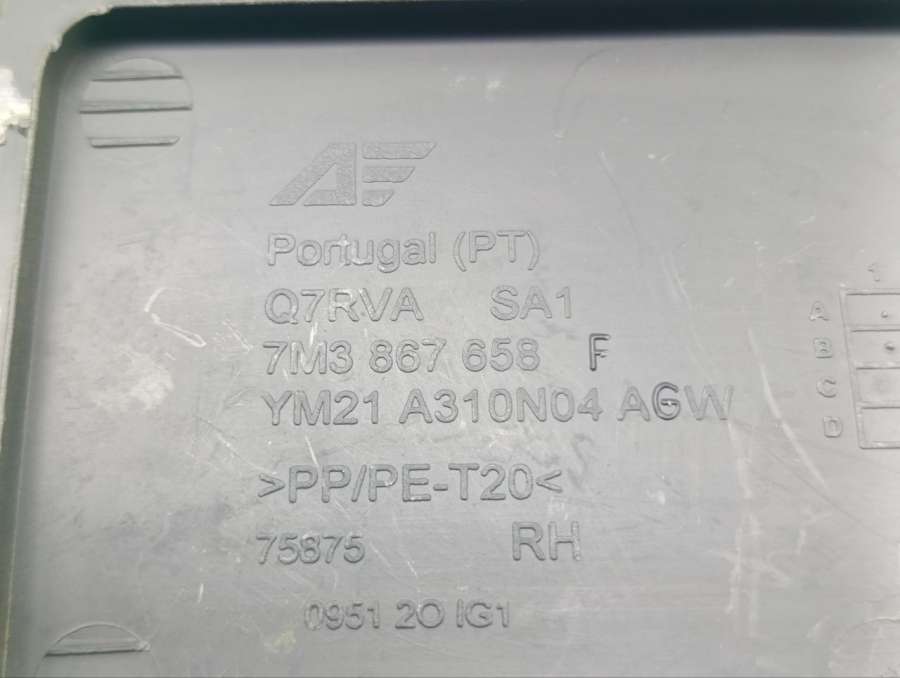 AF
Portugal (PT)
Q7RVA SA1
7M3 867 658 F
YM21 A310N04 AGW
>PP/PE-T20<
75875 RH
0951 2O IG1
1
A
B
C
D